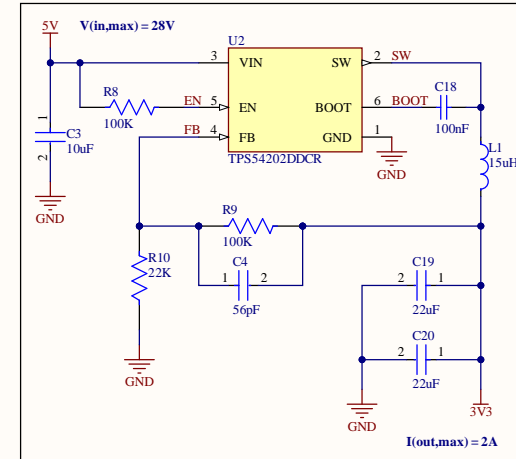 5V V(in,max) = 28V
U2
3 VIN SW 2 SW
R8 C18
EN 5 EN BOOT 6 BOOT
100K 100nF
FB 4 FB GND 1
C3 1 2
10uF
TPS54202DDCR
GND
L1
15uH
GND
R9
100K
R10
22K
C4
1 2
56pF
C19
2 1
22uF
C20
2 1
22uF
GND
GND
3V3
I(out,max) = 2A